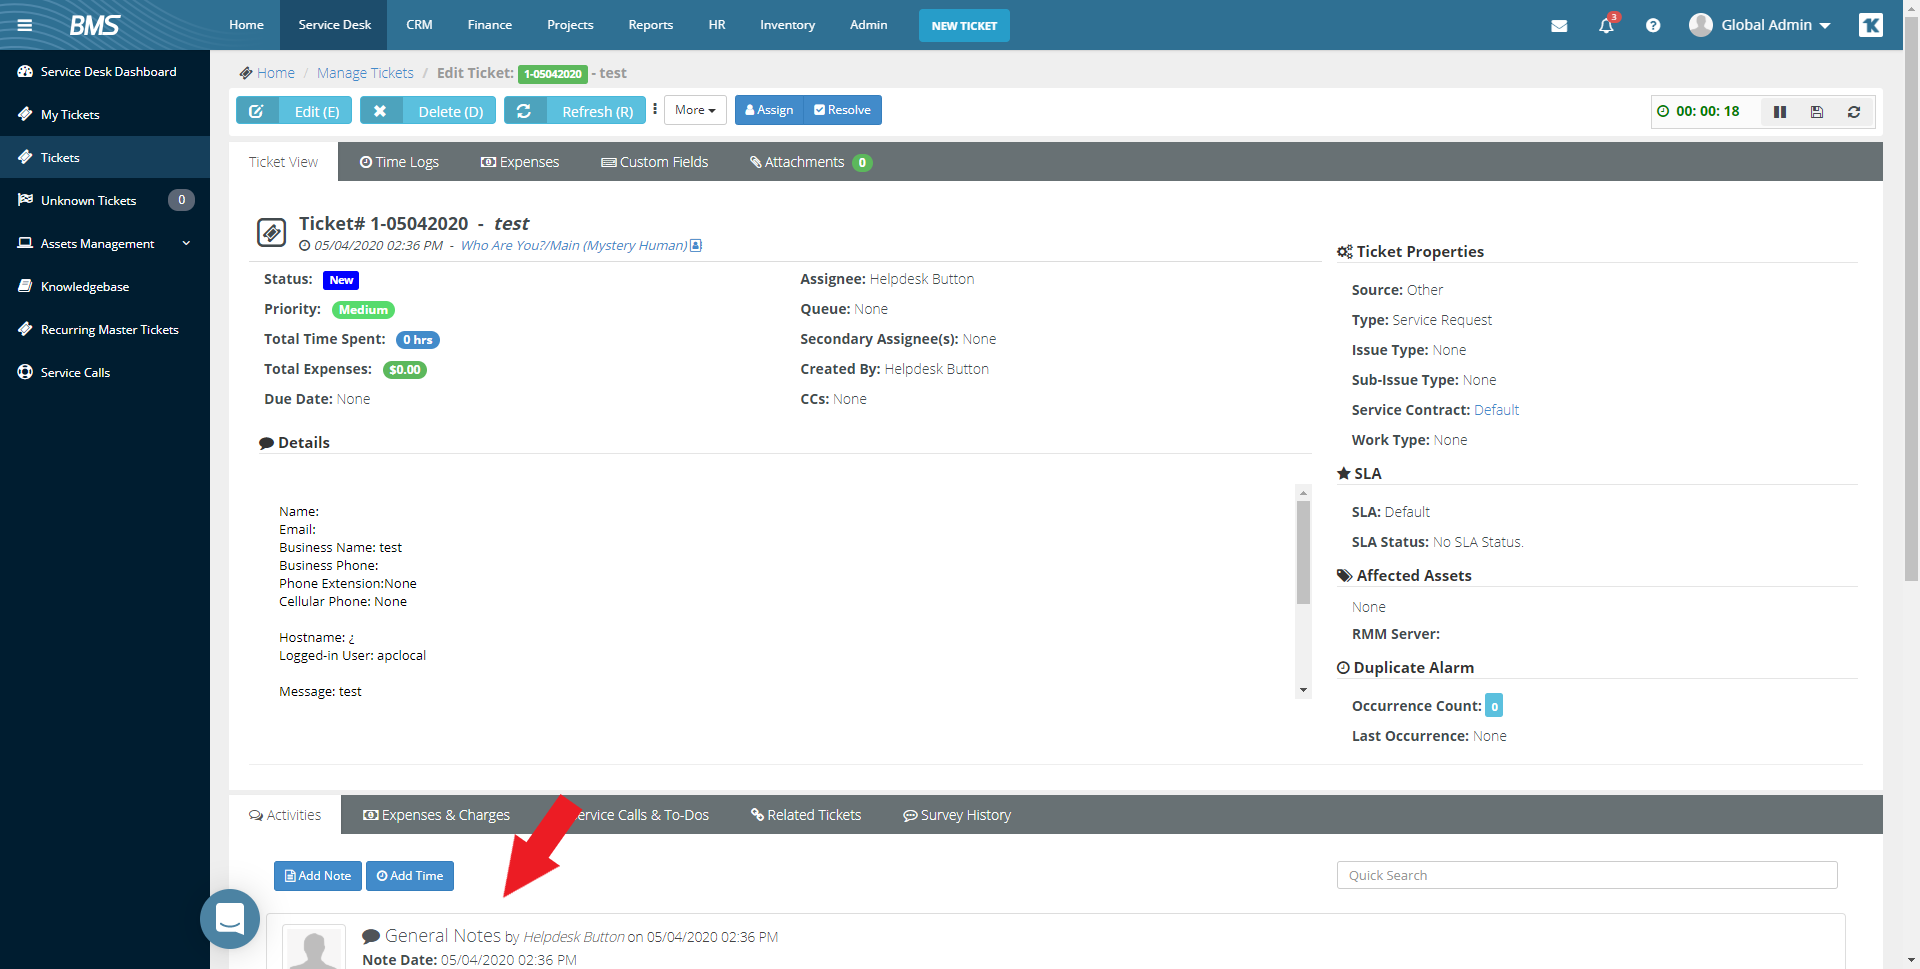 BMS
Home
Service Desk
CRM
Finance
Projects
Reports
HR
Inventory
Admin
NEW TICKET
3
Global Admin
Service Desk Dashboard
My Tickets
Tickets
Unknown Tickets 0
Assets Management
Knowledgebase
Recurring Master Tickets
Service Calls
Home / Manage Tickets / Edit Ticket: 1-05042020 - test
Edit (E)
Delete (D)
Refresh (R)
More
Assign
Resolve
00: 00: 18
Ticket View
Time Logs
Expenses
Custom Fields
Attachments 0
Ticket# 1-05042020 - test
05/04/2020 02:36 PM - Who Are You?/Main (Mystery Human)
Status: New
Priority: Medium
Total Time Spent: 0 hrs
Total Expenses: $0.00
Due Date: None
Assignee: Helpdesk Button
Queue: None
Secondary Assignee(s): None
Created By: Helpdesk Button
CCs: None
Details
Name:
Email:
Business Name: test
Business Phone:
Phone Extension:None
Cellular Phone: None
Hostname: ¿
Logged-in User: apclocal
Message: test
Ticket Properties
Source: Other
Type: Service Request
Issue Type: None
Sub-Issue Type: None
Service Contract: Default
Work Type: None
SLA
SLA: Default
SLA Status: No SLA Status.
Affected Assets
None
RMM Server:
Duplicate Alarm
Occurrence Count: 0
Last Occurrence: None
Activities
Expenses & Charges
ervice Calls & To-Dos
Related Tickets
Survey History
Add Note
Add Time
Quick Search
General Notes by Helpdesk Button on 05/04/2020 02:36 PM
Note Date: 05/04/2020 02:36 PM